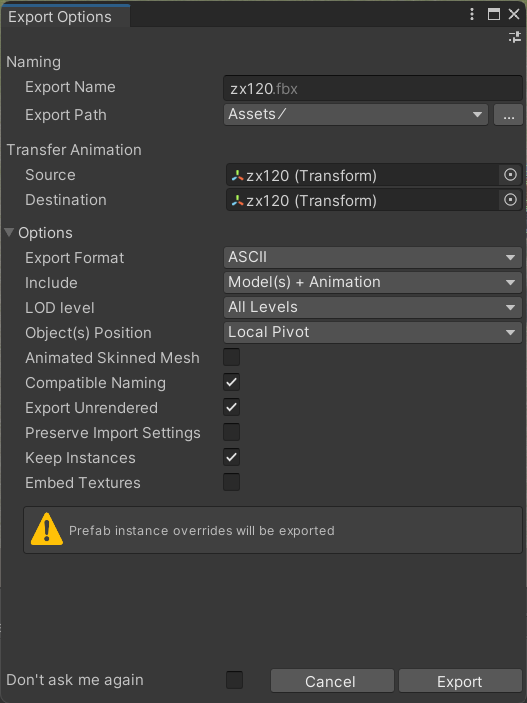 Export Options
Naming
Export Name zx120.fbx
Export Path Assets/ ...
Transfer Animation
Source zx120 (Transform)
Destination zx120 (Transform)
Options
Export Format ASCII
Include Model(s) + Animation
LOD level All Levels
Object(s) Position Local Pivot
Animated Skinned Mesh
Compatible Naming
Export Unrendered
Preserve Import Settings
Keep Instances
Embed Textures
Prefab instance overrides will be exported
Don't ask me again Cancel Export